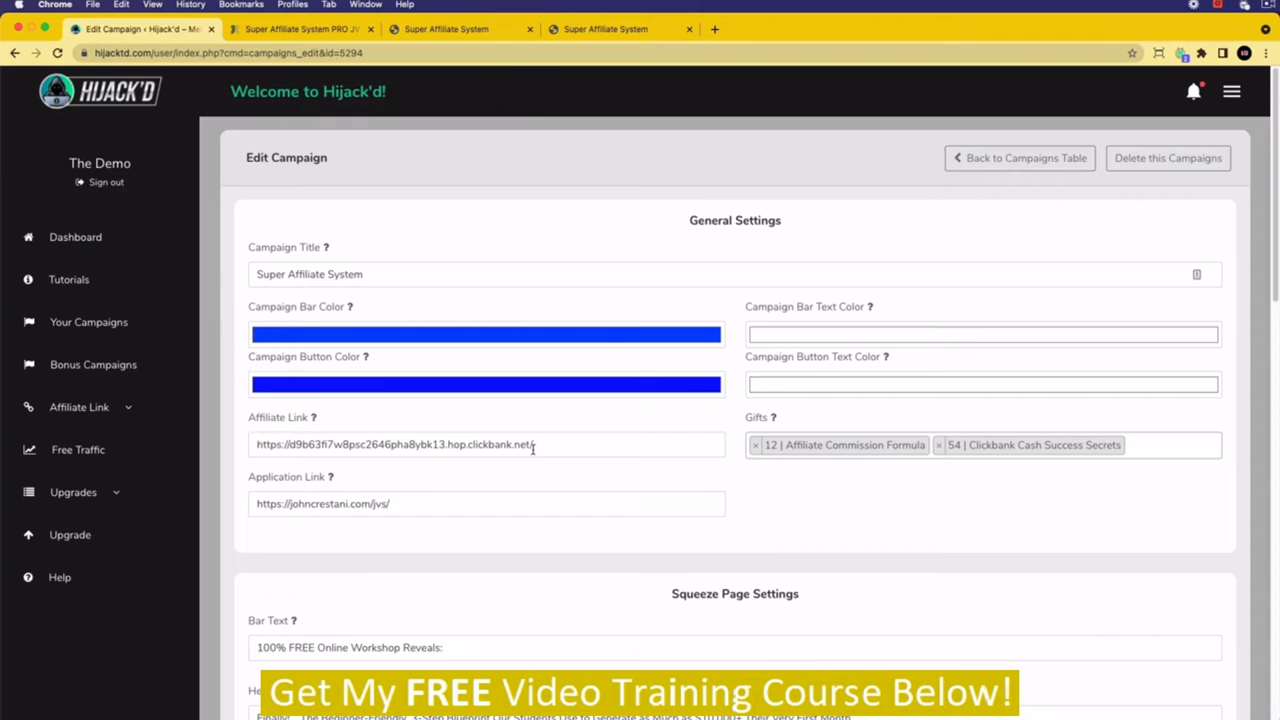 Chrome File Edit View History Bookmarks Profiles Tab Window Help
Edit Campaign ‹ Hijack'd – Me
Super Affiliate System PRO JV
Super Affiliate System
Super Affiliate System
hijacktd.com/user/index.php?cmd=campaigns_edit&id=5294
HIJACK'D
Welcome to Hijack'd!
The Demo
Sign out
Dashboard
Tutorials
Your Campaigns
Bonus Campaigns
Affiliate Link
Free Traffic
Upgrades
Upgrade
Help
Edit Campaign
Back to Campaigns Table
Delete this Campaigns
General Settings
Campaign Title ?
Super Affiliate System
Campaign Bar Color ?
Campaign Bar Text Color ?
Campaign Button Color ?
Campaign Button Text Color ?
Affiliate Link ?
Gifts ?
https://d9b63fi7w8psc2646pha8ybk13.hop.clickbank.net/
× 12 | Affiliate Commission Formula × 54 | Clickbank Cash Success Secrets
Application Link ?
https://johncrestani.com/jvs/
Squeeze Page Settings
Bar Text ?
100% FREE Online Workshop Reveals:
Get My FREE Video Training Course Below!